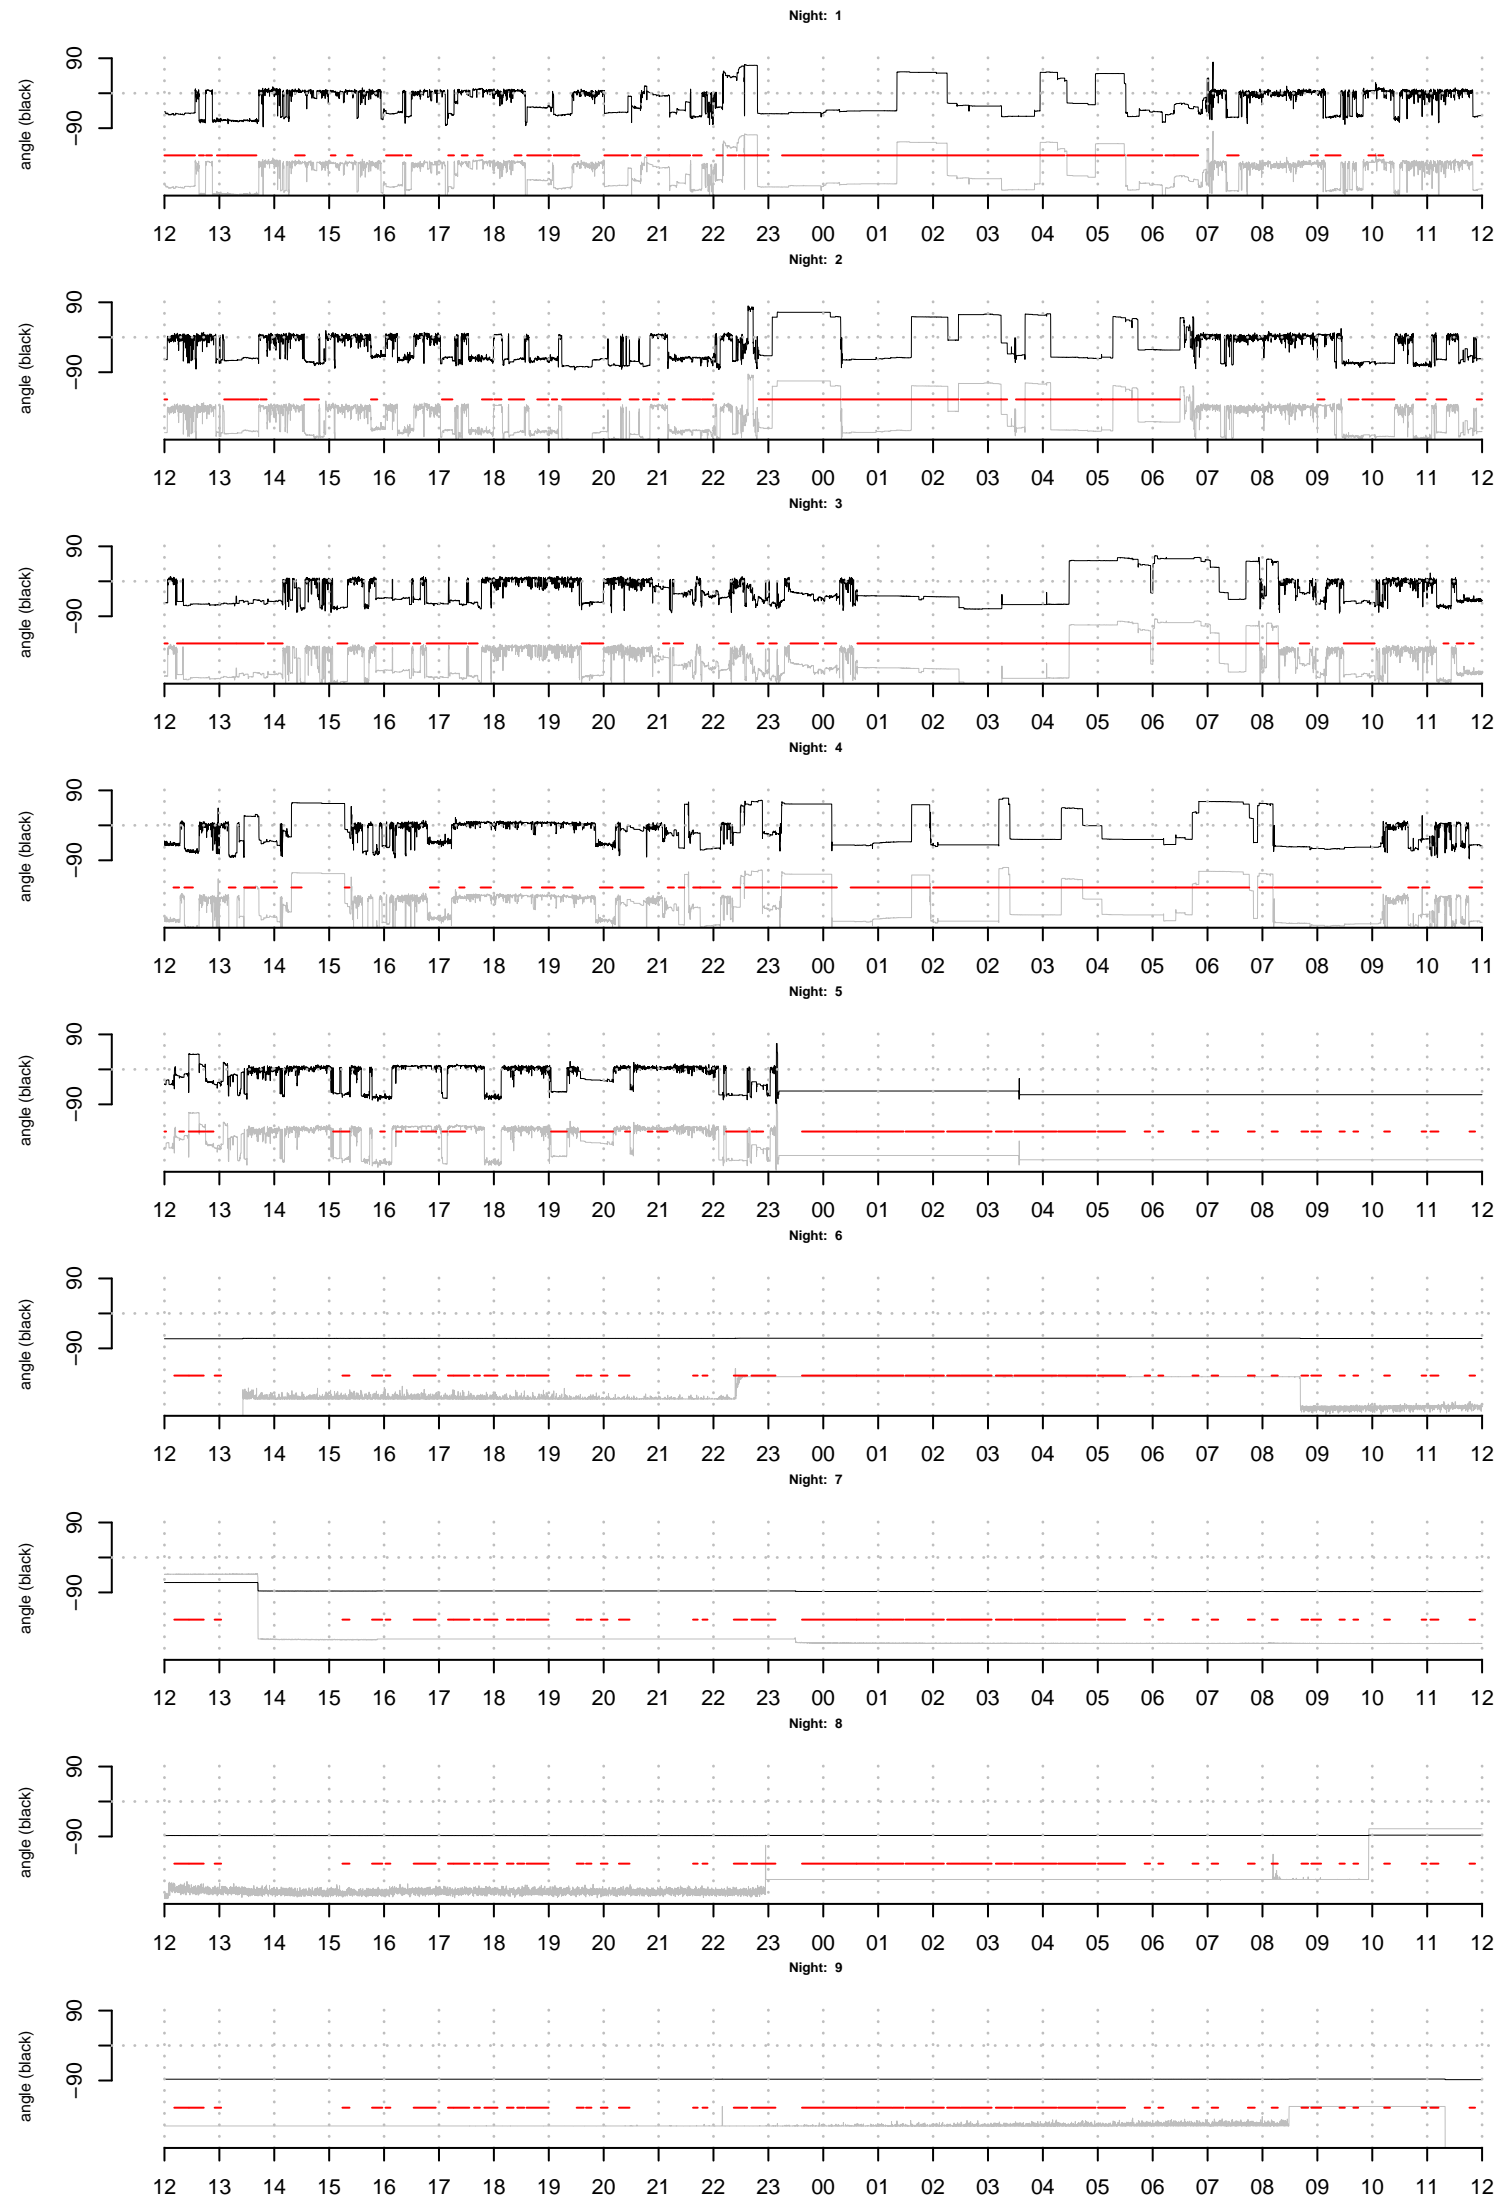 Night: 1
angle (black)
−90 90
12 13 14 15 16 17 18 19 20 21 22 23 00 01 02 03 04 05 06 07 08 09 10 11 12
Night: 2
angle (black)
−90 90
12 13 14 15 16 17 18 19 20 21 22 23 00 01 02 03 04 05 06 07 08 09 10 11 12
Night: 3
angle (black)
−90 90
12 13 14 15 16 17 18 19 20 21 22 23 00 01 02 03 04 05 06 07 08 09 10 11 12
Night: 4
angle (black)
−90 90
12 13 14 15 16 17 18 19 20 21 22 23 00 01 02 02 03 04 05 06 07 08 09 10 11
Night: 5
angle (black)
−90 90
12 13 14 15 16 17 18 19 20 21 22 23 00 01 02 03 04 05 06 07 08 09 10 11 12
Night: 6
angle (black)
−90 90
12 13 14 15 16 17 18 19 20 21 22 23 00 01 02 03 04 05 06 07 08 09 10 11 12
Night: 7
angle (black)
−90 90
12 13 14 15 16 17 18 19 20 21 22 23 00 01 02 03 04 05 06 07 08 09 10 11 12
Night: 8
angle (black)
−90 90
12 13 14 15 16 17 18 19 20 21 22 23 00 01 02 03 04 05 06 07 08 09 10 11 12
Night: 9
angle (black)
−90 90
12 13 14 15 16 17 18 19 20 21 22 23 00 01 02 03 04 05 06 07 08 09 10 11 12